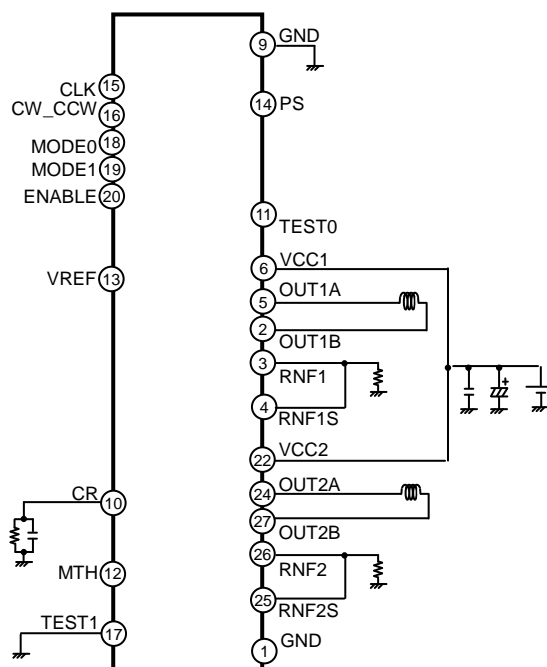 9 GND
15 CLK
14 PS
16 CW_CCW
18 MODE0
19 MODE1
20 ENABLE
11 TEST0
6 VCC1
13 VREF
5 OUT1A
2 OUT1B
3 RNF1
+
4 RNF1S
22 VCC2
24 OUT2A
10 CR
27 OUT2B
26 RNF2
12 MTH
25 RNF2S
17 TEST1
1 GND